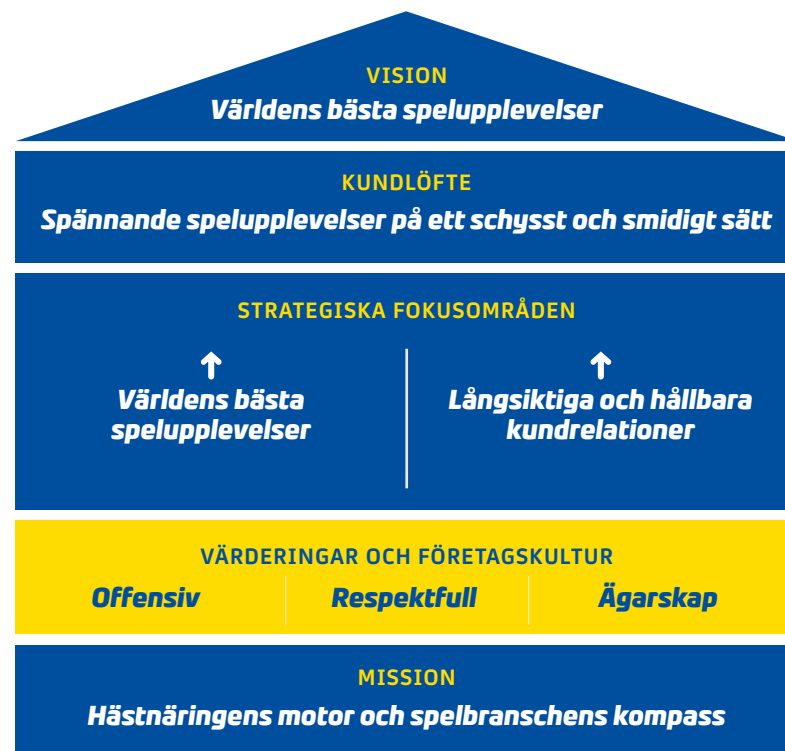 VISION
Världens bästa spelupplevelser
KUNDLÖFTE
Spännande spelupplevelser på ett schysst och smidigt sätt
STRATEGISKA FOKUSOMRÅDEN
Världens bästa
spelupplevelser
Långsiktiga och hållbara
kundrelationer
VÄRDERINGAR OCH FÖRETAGSKULTUR
Offensiv
Respektfull
Ägarskap
MISSION
Hästnäringens motor och spelbranschens kompass